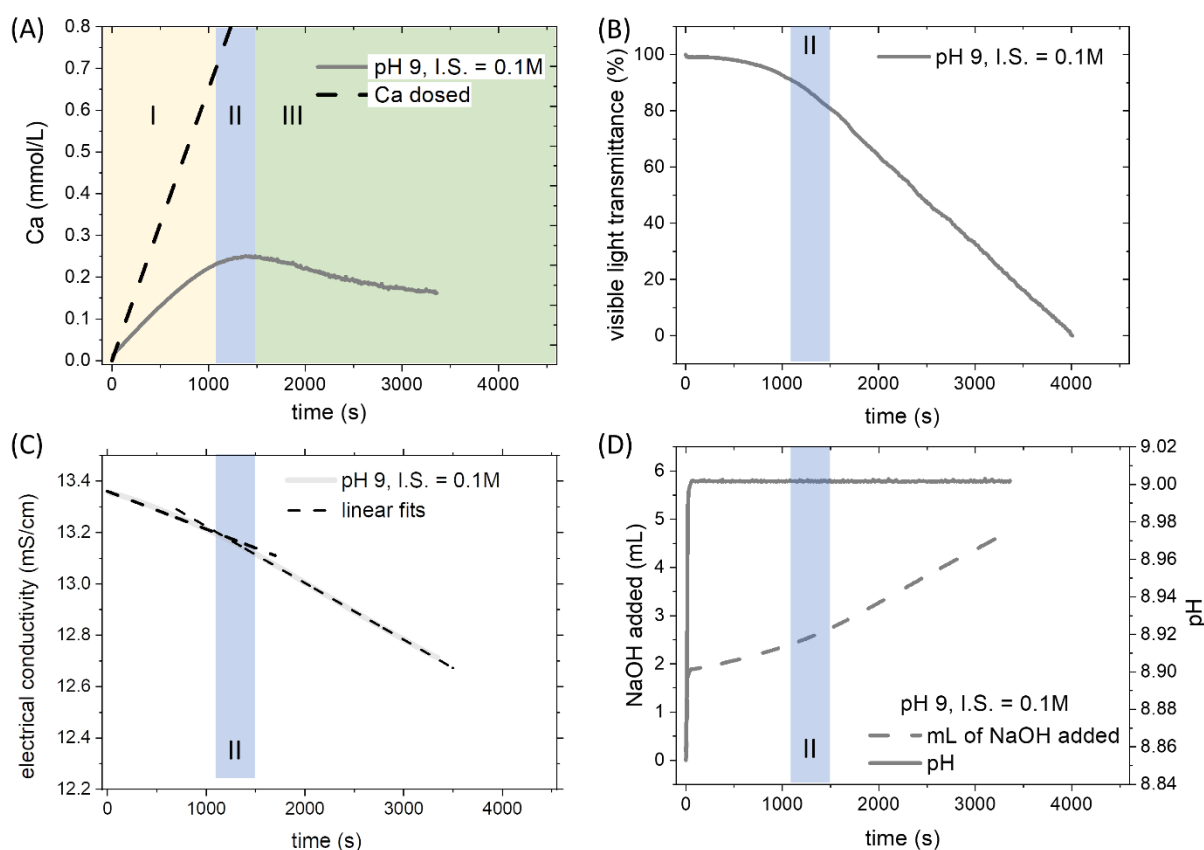 (A)
0.8
0.7
0.6
0.5
0.4
0.3
0.2
0.1
0.0
Ca (mmol/L)
pH 9, I.S. = 0.1M
Ca dosed
I
II
III
0
1000
2000
3000
4000
time (s)
(B)
100
80
60
40
20
0
visible light transmittance (%)
II
pH 9, I.S. = 0.1M
0
1000
2000
3000
4000
time (s)
(C)
13.4
13.2
13.0
12.8
12.6
12.4
12.2
electrical conductivity (mS/cm)
pH 9, I.S. = 0.1M
linear fits
II
0
1000
2000
3000
4000
time (s)
(D)
6
5
4
3
2
1
0
NaOH added (mL)
9.02
9.00
8.98
8.96
8.94
8.92
8.90
8.88
8.86
8.84
pH
pH 9, I.S. = 0.1M
mL of NaOH added
pH
II
0
1000
2000
3000
4000
time (s)